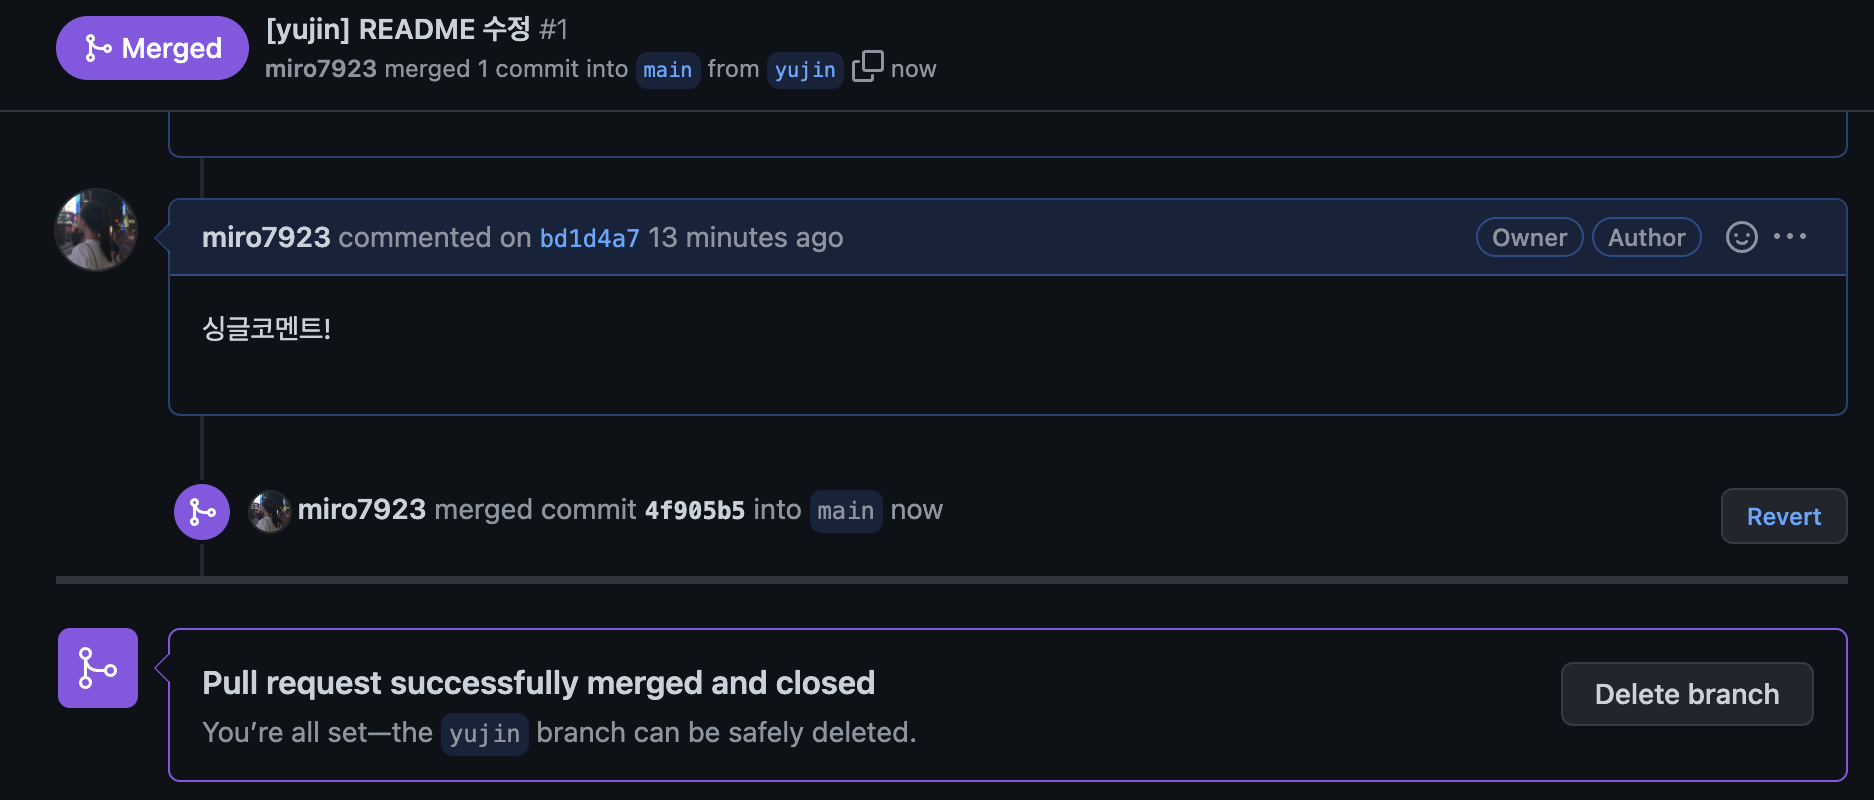 Merged
[yujin] README 수정 #1
miro7923 merged 1 commit into main from yujin now
miro7923 commented on bd1d4a7 13 minutes ago Owner Author
싱글코멘트!
miro7923 merged commit 4f905b5 into main now
Revert
Pull request successfully merged and closed
You’re all set—the yujin branch can be safely deleted.
Delete branch